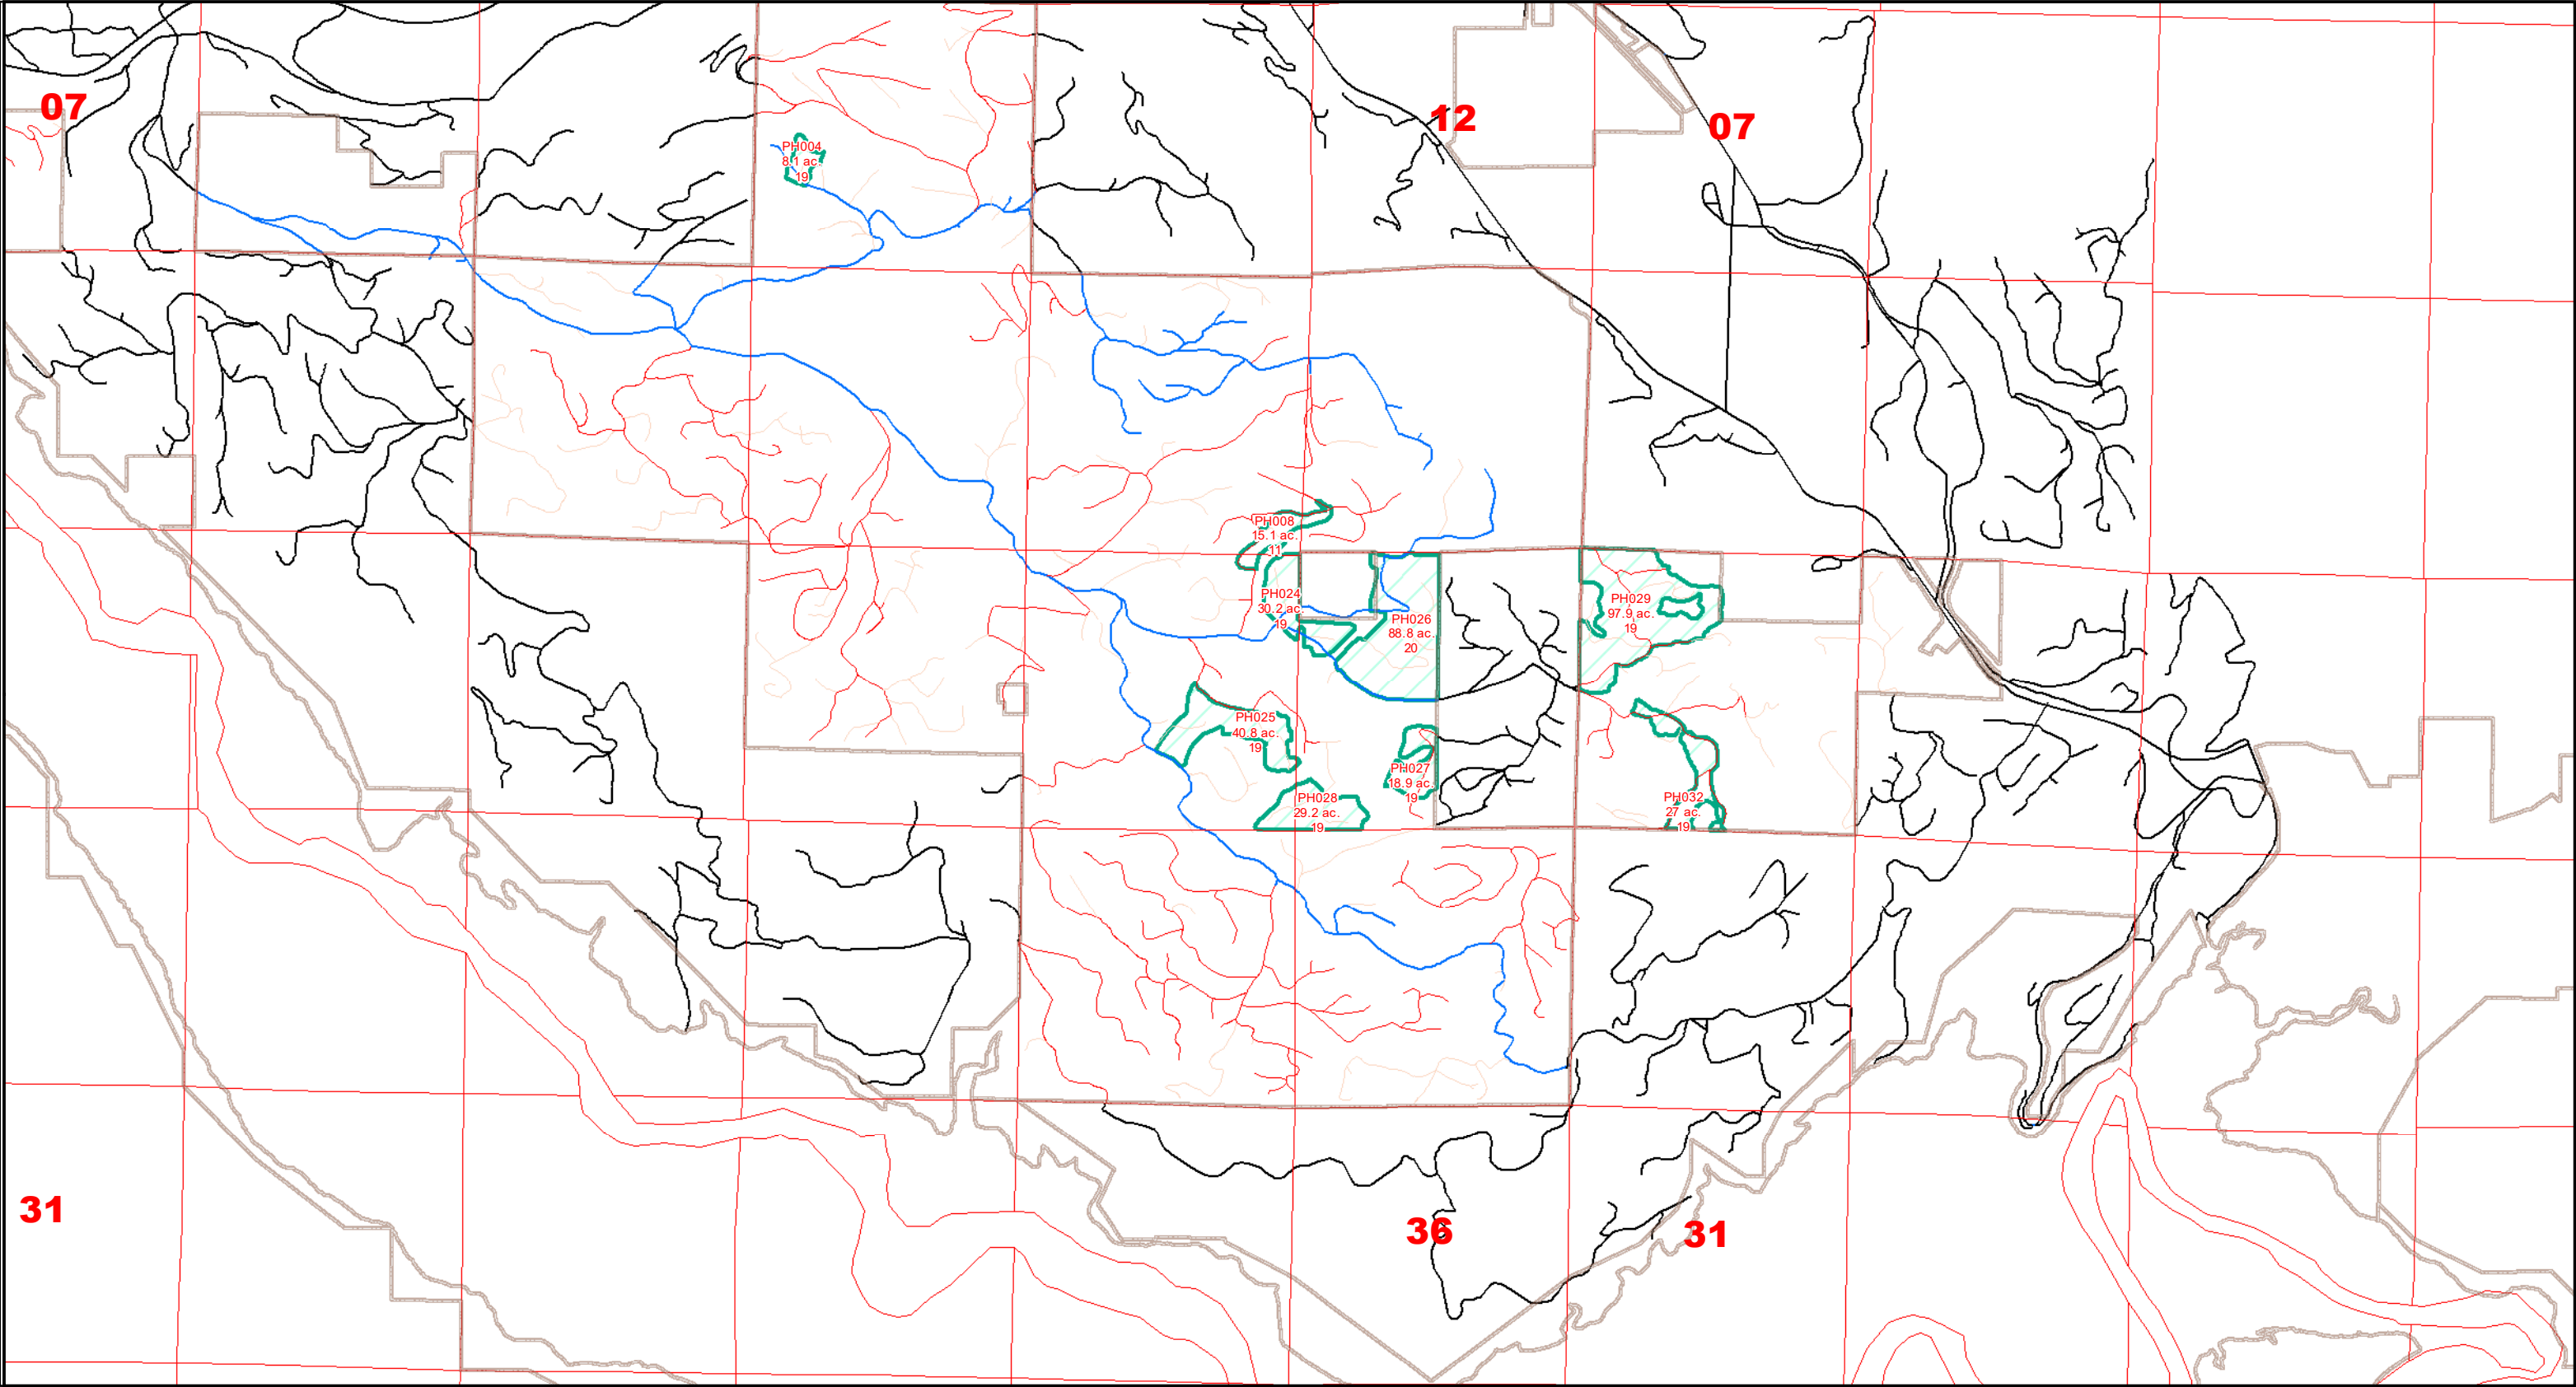 07
12
07
PH004
8.1 ac.
19
PH008
15.1 ac.
11
PH024
30.2 ac.
19
PH026
88.8 ac.
20
PH029
97.9 ac.
19
PH025
40.8 ac.
19
PH027
18.9 ac.
19
PH028
29.2 ac.
19
PH032
27 ac.
19
31
36
31